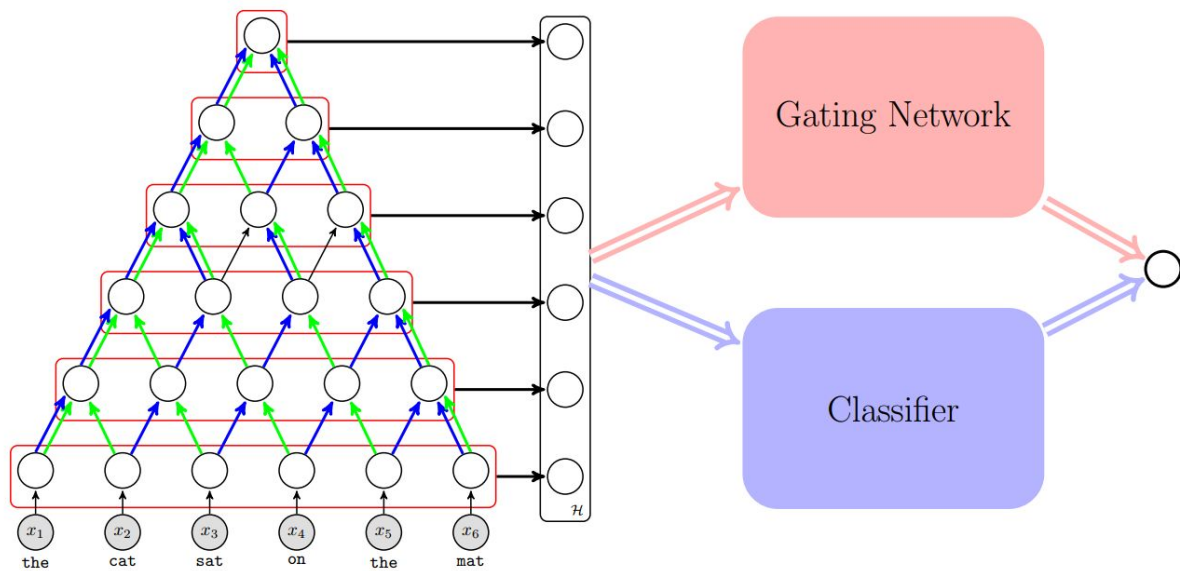 Gating Network
Classifier
ℋ
x₁ x₂ x₃ x₄ x₅ x₆
the cat sat on the mat